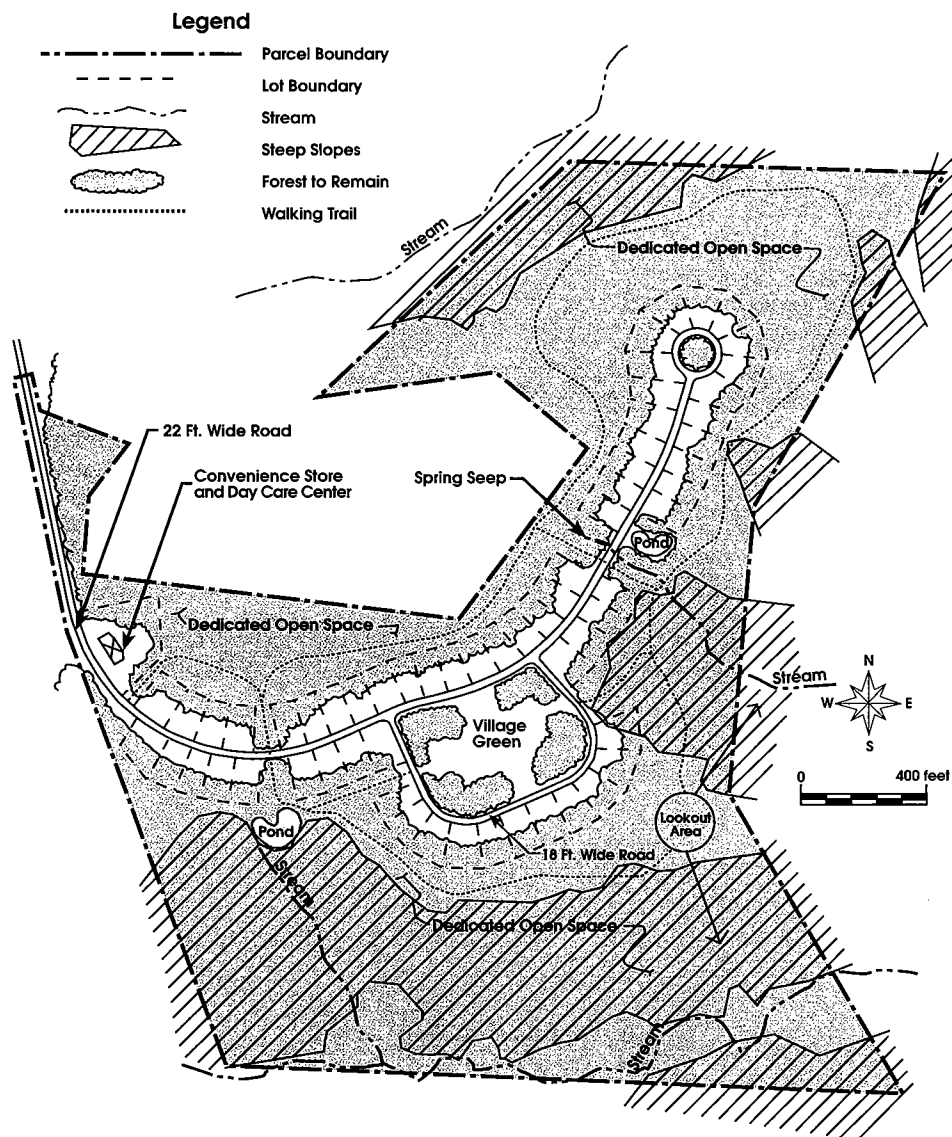 Legend
Parcel Boundary
Lot Boundary
Stream
Steep Slopes
Forest to Remain
Walking Trail
Stream
Dedicated Open Space
22 Ft. Wide Road
Convenience Store
and Day Care Center
Spring Seep
Pond
Dedicated Open Space
Stream
N
W
E
S
Village
Green
0
400 feet
Lookout
Area
Pond
18 Ft. Wide Road
Stream
Dedicated Open Space
Stream